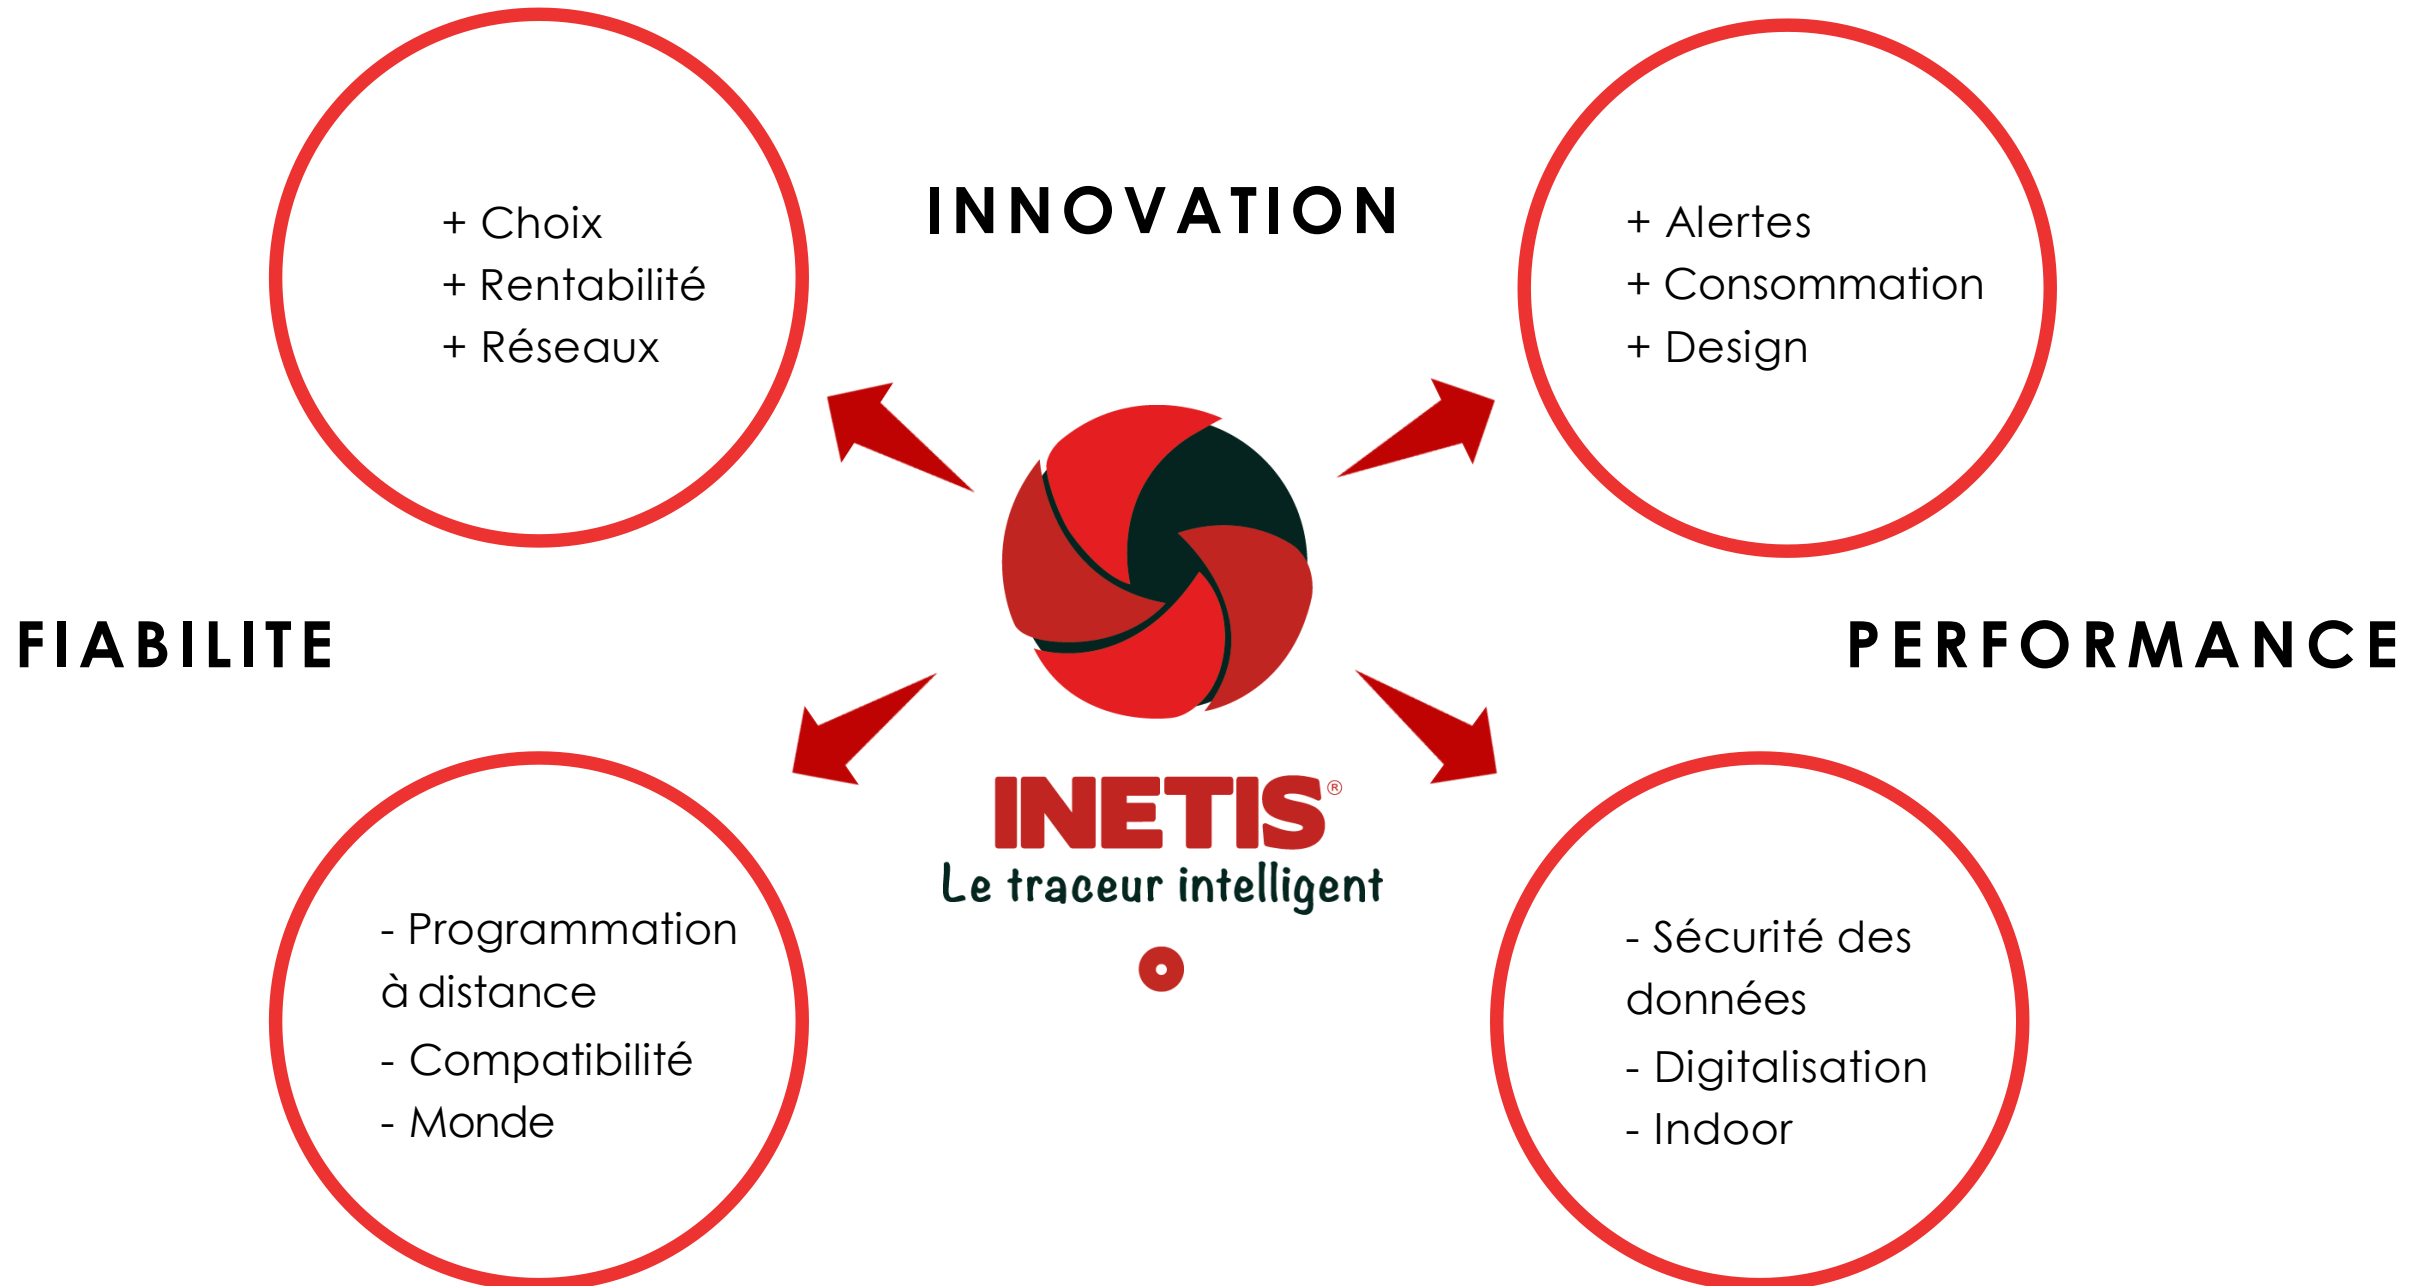 INNOVATION
+ Choix
+ Rentabilité
+ Réseaux
+ Alertes
+ Consommation
+ Design
FIABILITE
PERFORMANCE
INETIS®
Le traceur intelligent
- Programmation
à distance
- Compatibilité
- Monde
- Sécurité des
données
- Digitalisation
- Indoor